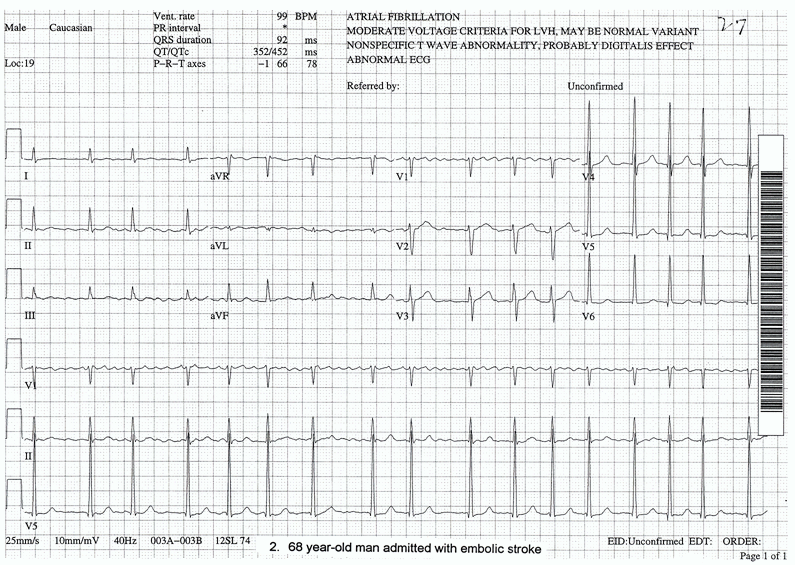 Male Caucasian
Loc:19
Vent. rate 99 BPM
PR interval *
QRS duration 92 ms
QT/QTc 352/452 ms
P-R-T axes -1 66 78
ATRIAL FIBRILLATION
MODERATE VOLTAGE CRITERIA FOR LVH, MAY BE NORMAL VARIANT
NONSPECIFIC T WAVE ABNORMALITY, PROBABLY DIGITALIS EFFECT
ABNORMAL ECG
27
Referred by: Unconfirmed
I aVR V1 V4
II aVL V2 V5
III aVF V3 V6
V1
II
V5
25mm/s 10mm/mV 40Hz 003A-003B 12SL 74
2. 68 year-old man admitted with embolic stroke
EID:Unconfirmed EDT: ORDER:
Page 1 of 1